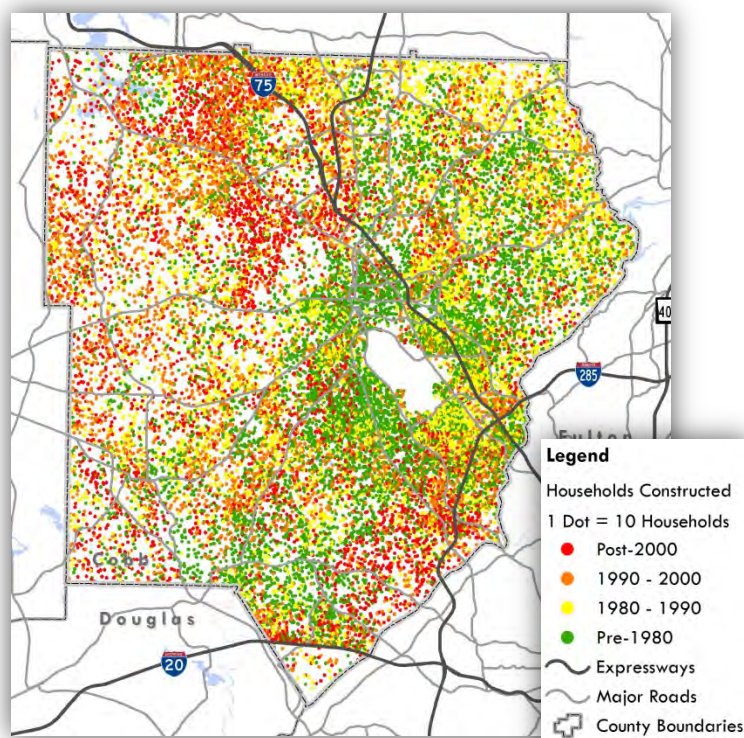 75
40
285
Fulton
Cobb
Douglas
20
Legend
Households Constructed
1 Dot = 10 Households
Post-2000
1990 - 2000
1980 - 1990
Pre-1980
Expressways
Major Roads
County Boundaries